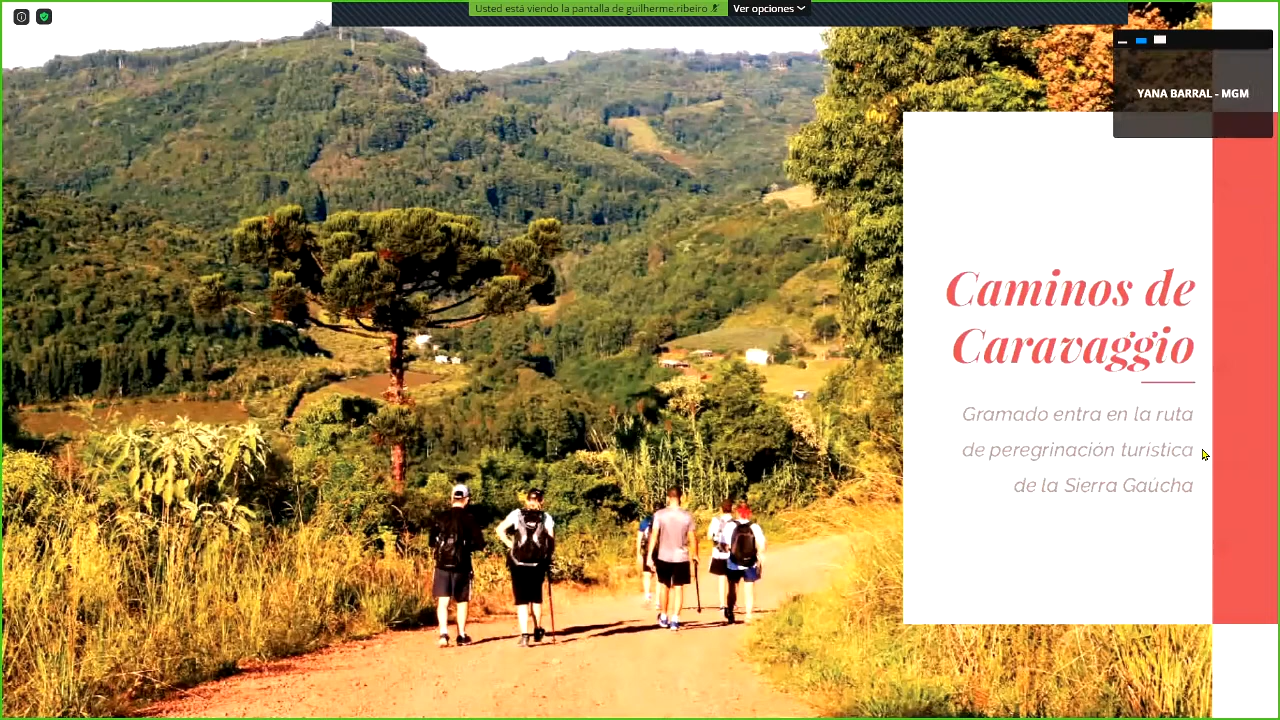 Usted está viendo la pantalla de guilherme.ribeiro
Ver opciones
YANA BARRAL - MGM
Caminos de
Caravaggio
Gramado entra en la ruta
de peregrinación turística
de la Sierra Gaúcha